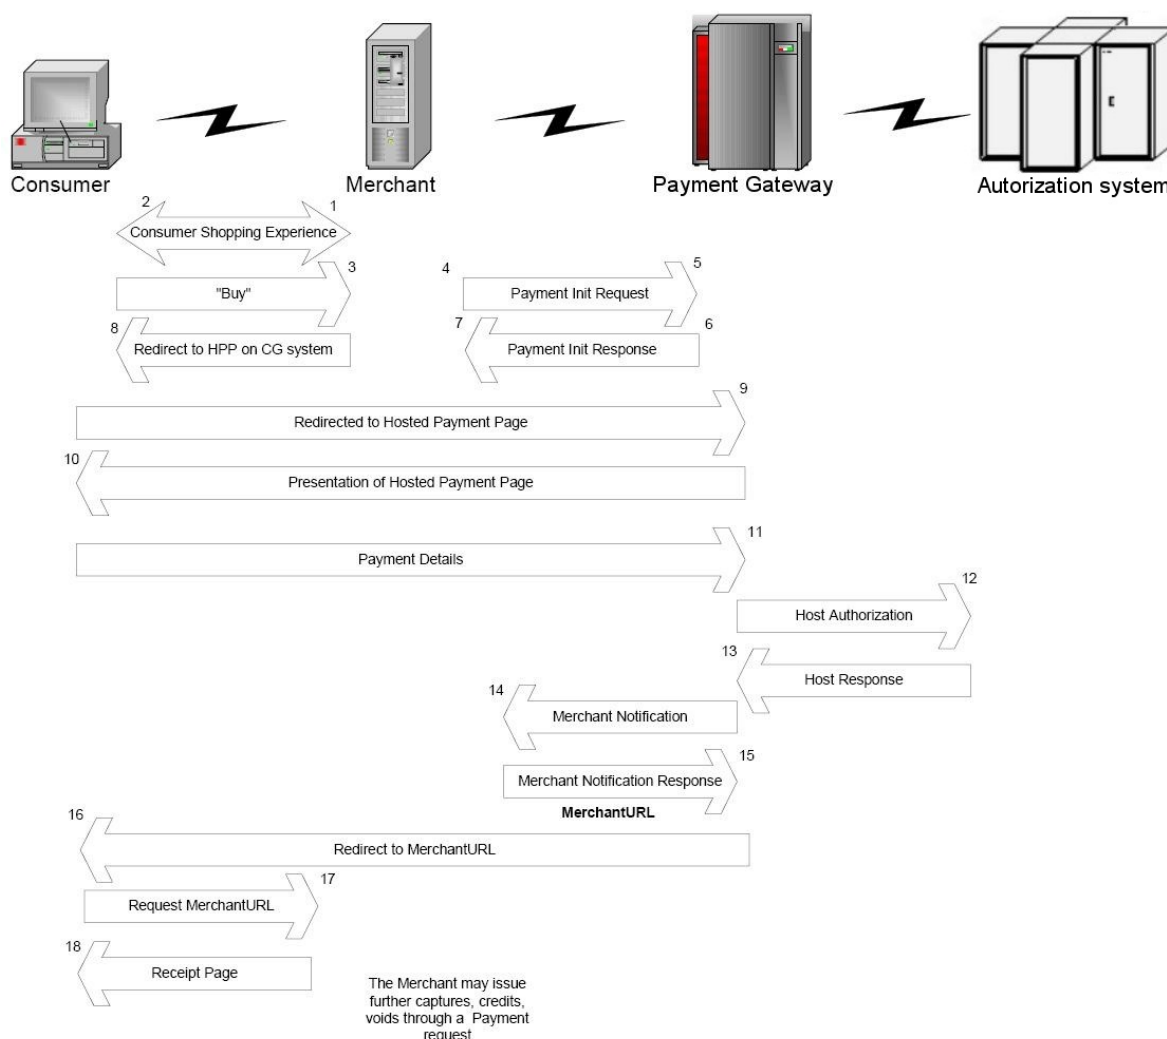 Consumer
Merchant
Payment Gateway
Autorization system
2
1
Consumer Shopping Experience
3
"Buy"
4
5
Payment Init Request
8
Redirect to HPP on CG system
7
6
Payment Init Response
9
Redirected to Hosted Payment Page
10
Presentation of Hosted Payment Page
11
Payment Details
12
Host Authorization
13
Host Response
14
Merchant Notification
15
Merchant Notification Response
MerchantURL
16
Redirect to MerchantURL
17
Request MerchantURL
18
Receipt Page
The Merchant may issue
further captures, credits,
voids through a Payment
request